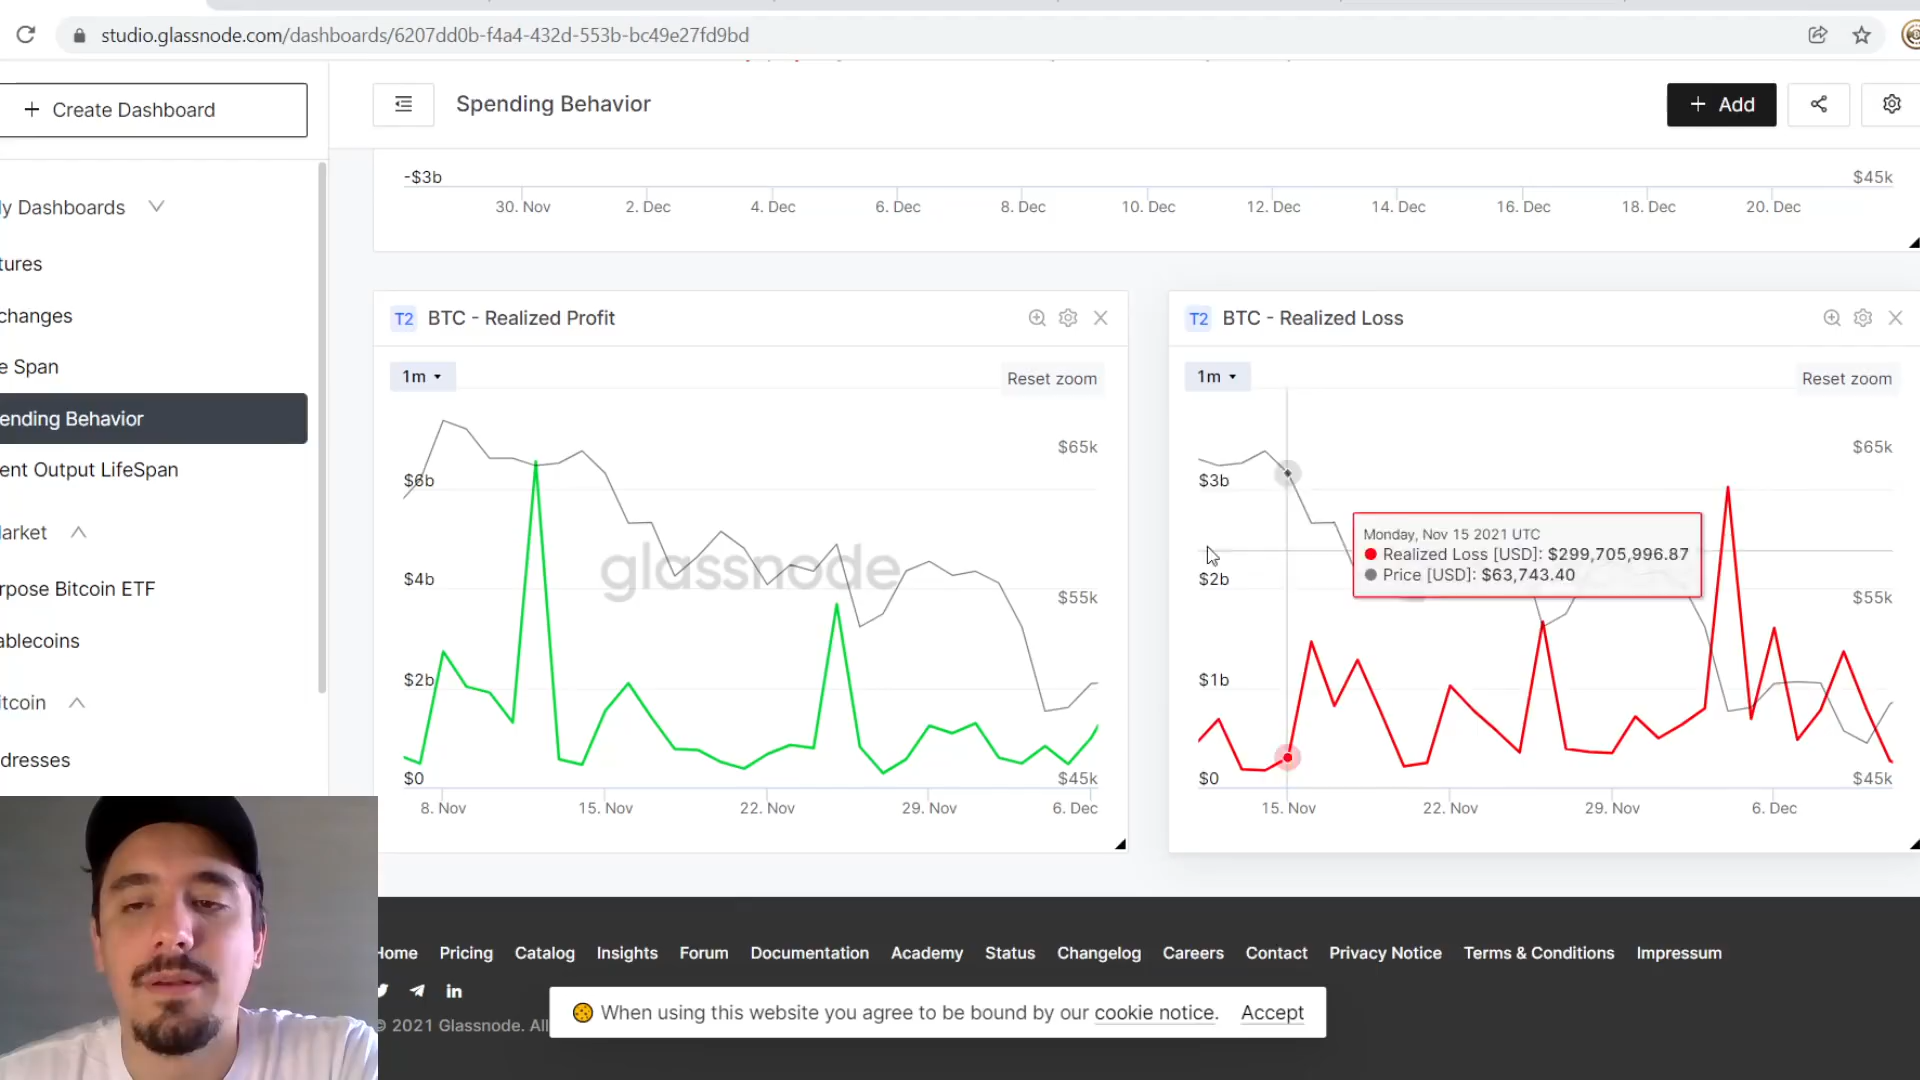 studio.glassnode.com/dashboards/6207dd0b-f4a4-432d-553b-bc49e27fd9bd
+ Create Dashboard
Spending Behavior
+ Add
y Dashboards
tures
changes
e Span
ending Behavior
ent Output LifeSpan
arket
rpose Bitcoin ETF
ablecoins
itcoin
dresses
-$3b
$45k
30. Nov 2. Dec 4. Dec 6. Dec 8. Dec 10. Dec 12. Dec 14. Dec 16. Dec 18. Dec 20. Dec
T2 BTC - Realized Profit
1m
Reset zoom
$65k
$6b
glassnode
$4b
$55k
$2b
$0
$45k
8. Nov 15. Nov 22. Nov 29. Nov 6. Dec
T2 BTC - Realized Loss
1m
Reset zoom
$65k
$3b
Monday, Nov 15 2021 UTC
Realized Loss [USD]: $299,705,996.87
Price [USD]: $63,743.40
$2b
$55k
$1b
$0
$45k
15. Nov 22. Nov 29. Nov 6. Dec
Home Pricing Catalog Insights Forum Documentation Academy Status Changelog Careers Contact Privacy Notice Terms & Conditions Impressum
in
© 2021 Glassnode. All
When using this website you agree to be bound by our cookie notice. Accept